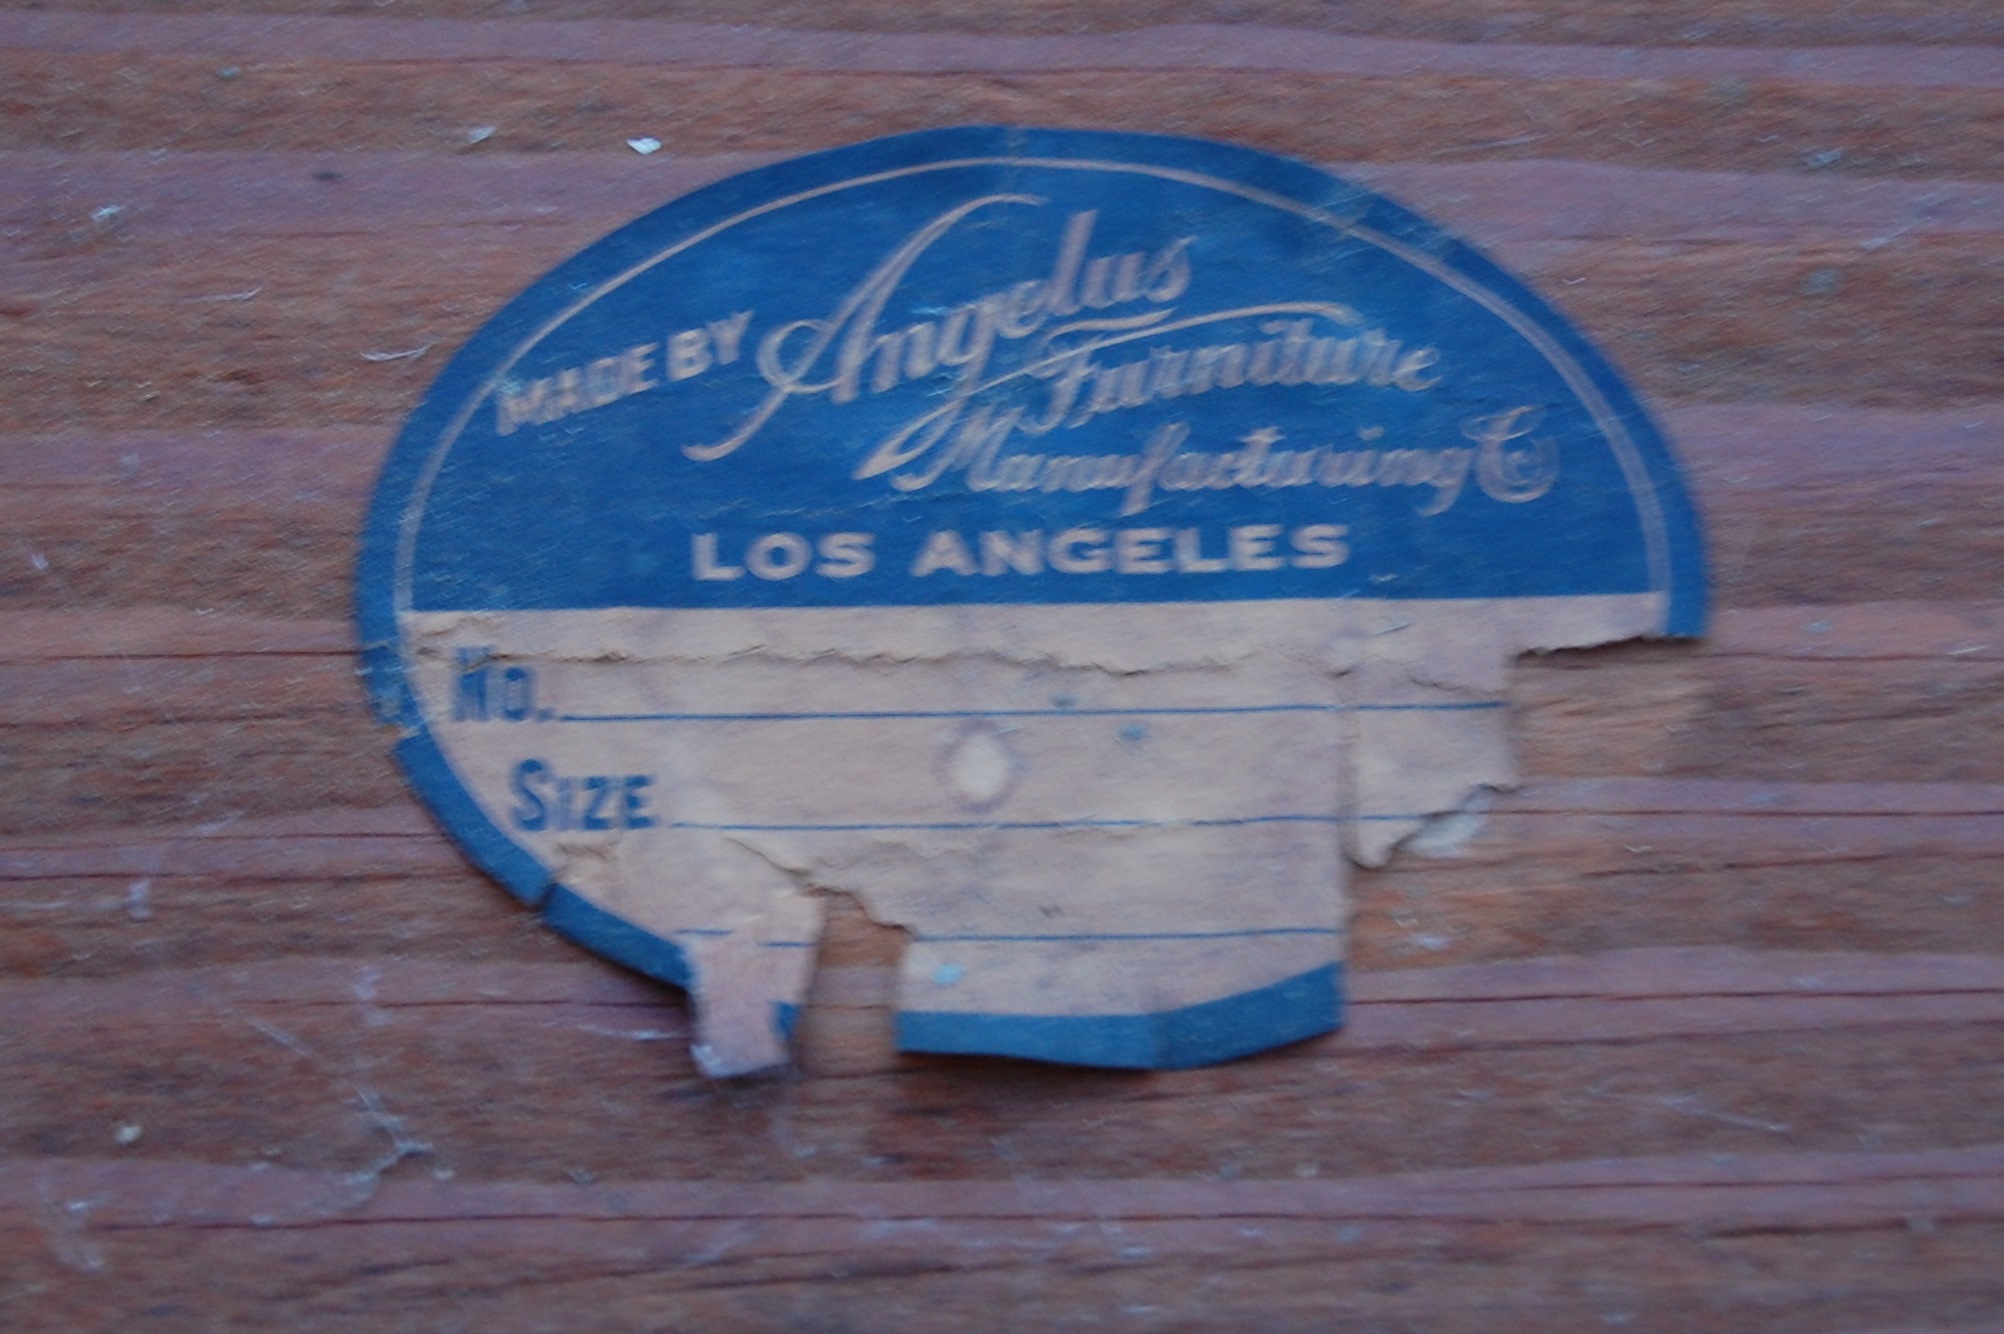 MADE BY Angelus
Furniture
Manufacturing Co
LOS ANGELES
No.
SIZE